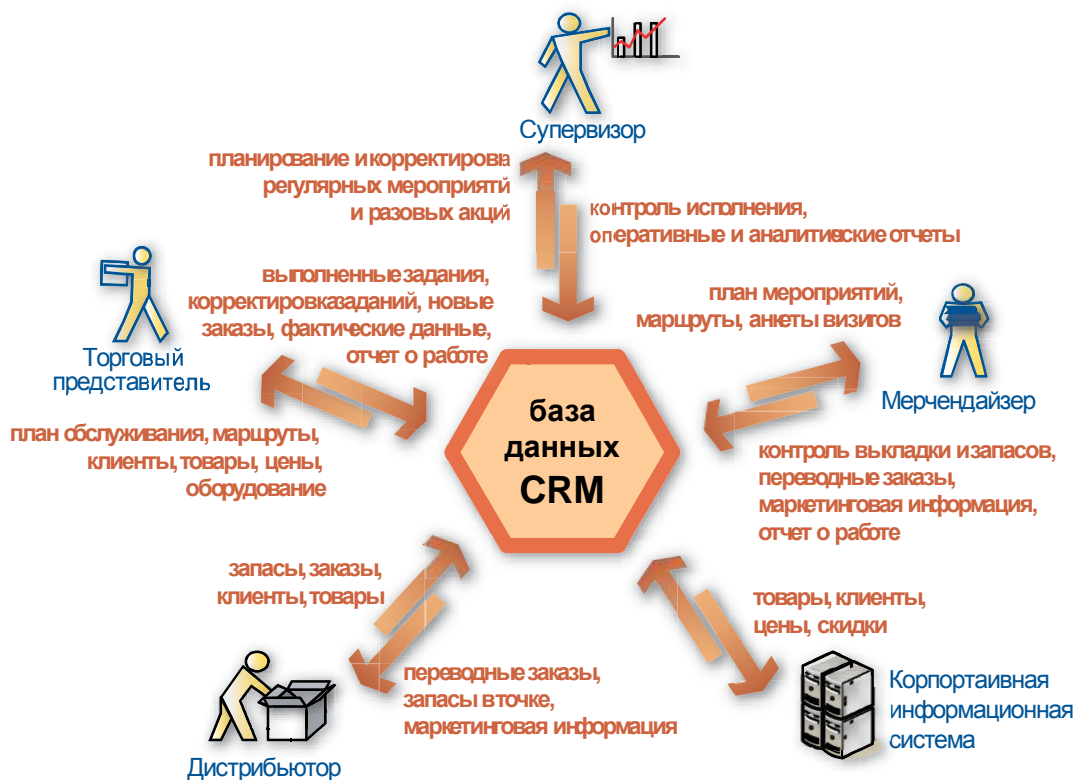 Супервизор
планирование и корректировка
регулярных мероприятий
и разовых акций
контроль исполнения,
оперативные и аналитические отчеты
выполненные задания,
корректировка заданий, новые
заказы, фактические данные,
отчет о работе
Торговый
представитель
план обслуживания, маршруты,
клиенты, товары, цены,
оборудование
план мероприятий,
маршруты, анкеты визитов
Мерчендайзер
контроль выкладки и запасов,
переводные заказы,
маркетинговая информация,
отчет о работе
база
данных
CRM
запасы, заказы,
клиенты, товары
переводные заказы,
запасы в точке,
маркетинговая информация
Дистрибьютор
товары, клиенты,
цены, скидки
Корпортаивная
информационная
система